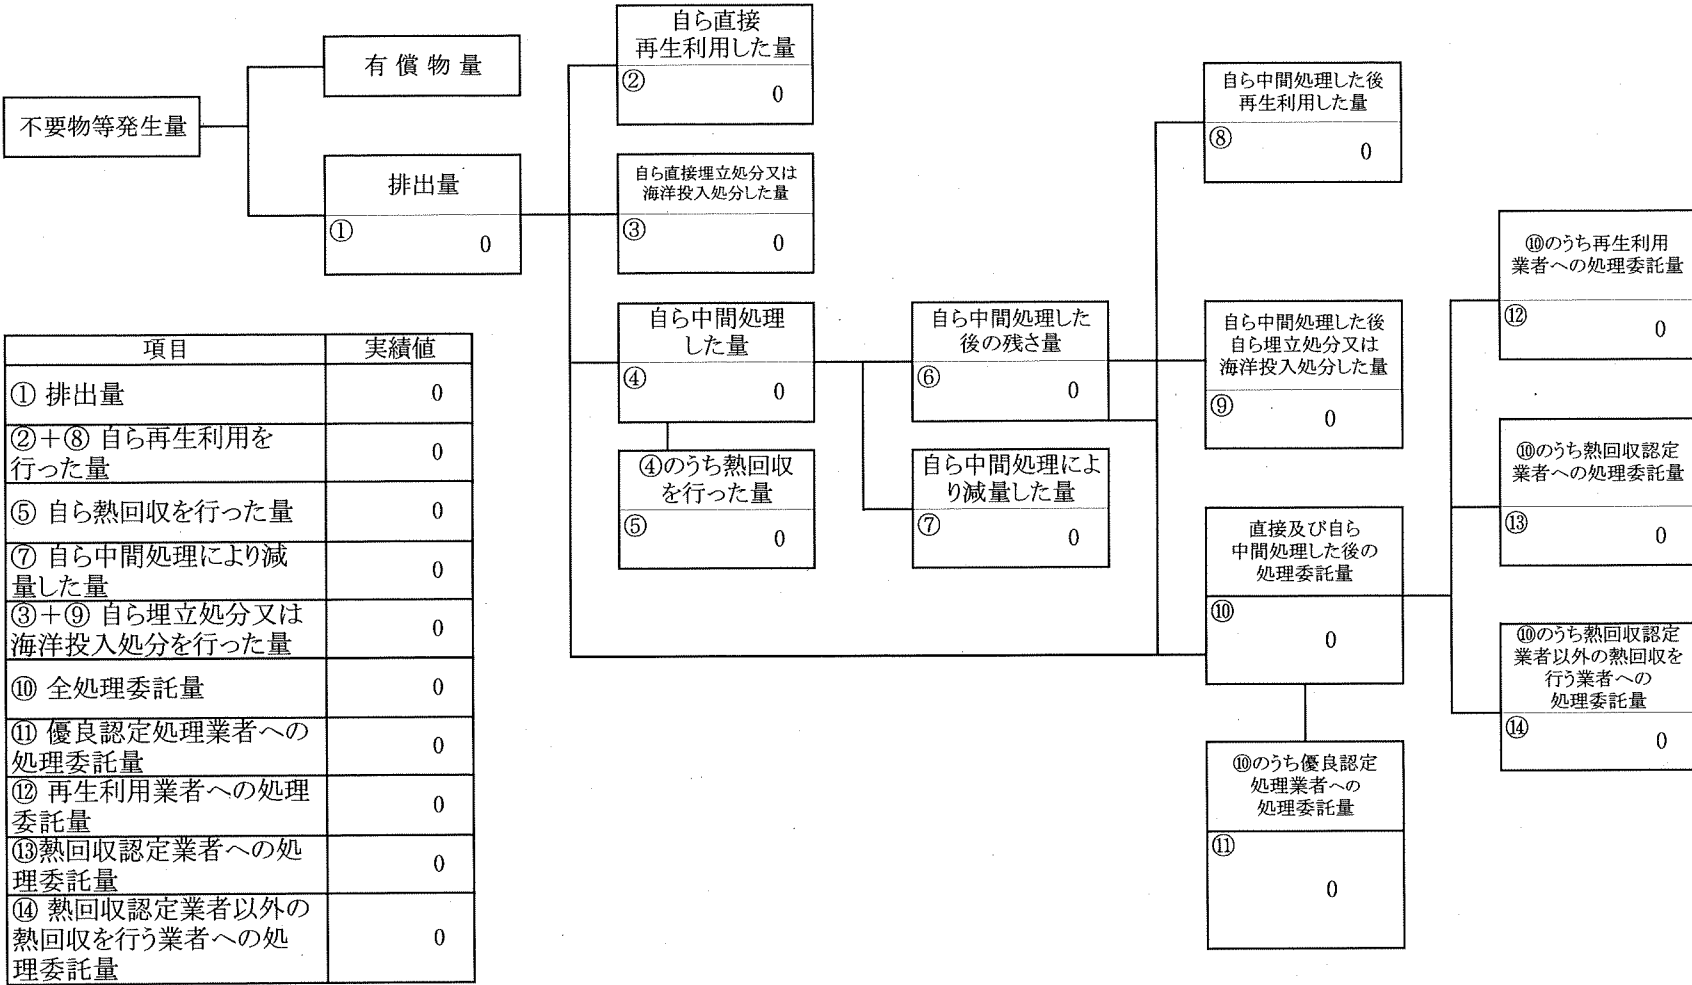 不要物等発生量
有償物量
排出量
①
0
自ら直接
再生利用した量
②
0
自ら直接埋立処分又は
海洋投入処分した量
③
0
自ら中間処理
した量
④
0
④のうち熱回収
を行った量
⑤
0
自ら中間処理した
後の残さ量
⑥
0
自ら中間処理によ
り減量した量
⑦
0
自ら中間処理した後
再生利用した量
⑧
0
自ら中間処理した後
自ら埋立処分又は
海洋投入処分した量
⑨
0
直接及び自ら
中間処理した後の
処理委託量
⑩
0
⑩のうち優良認定
処理業者への
処理委託量
⑪
0
⑩のうち再生利用
業者への処理委託量
⑫
0
⑩のうち熱回収認定
業者への処理委託量
⑬
0
⑩のうち熱回収認定
業者以外の熱回収を
行う業者への
処理委託量
⑭
0
項目 実績値
① 排出量 0
②+⑧ 自ら再生利用を
行った量 0
⑤ 自ら熱回収を行った量 0
⑦ 自ら中間処理により減
量した量 0
③+⑨ 自ら埋立処分又は
海洋投入処分を行った量 0
⑩ 全処理委託量 0
⑪ 優良認定処理業者への
処理委託量 0
⑫ 再生利用業者への処理
委託量 0
⑬熱回収認定業者への処
理委託量 0
⑭ 熱回収認定業者以外の
熱回収を行う業者への処
理委託量 0